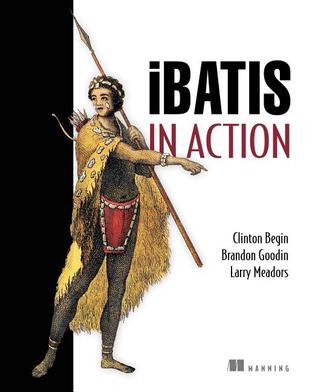 iBATIS
IN ACTION
Clinton Begin
Brandon Goodin
Larry Meadors
MANNING